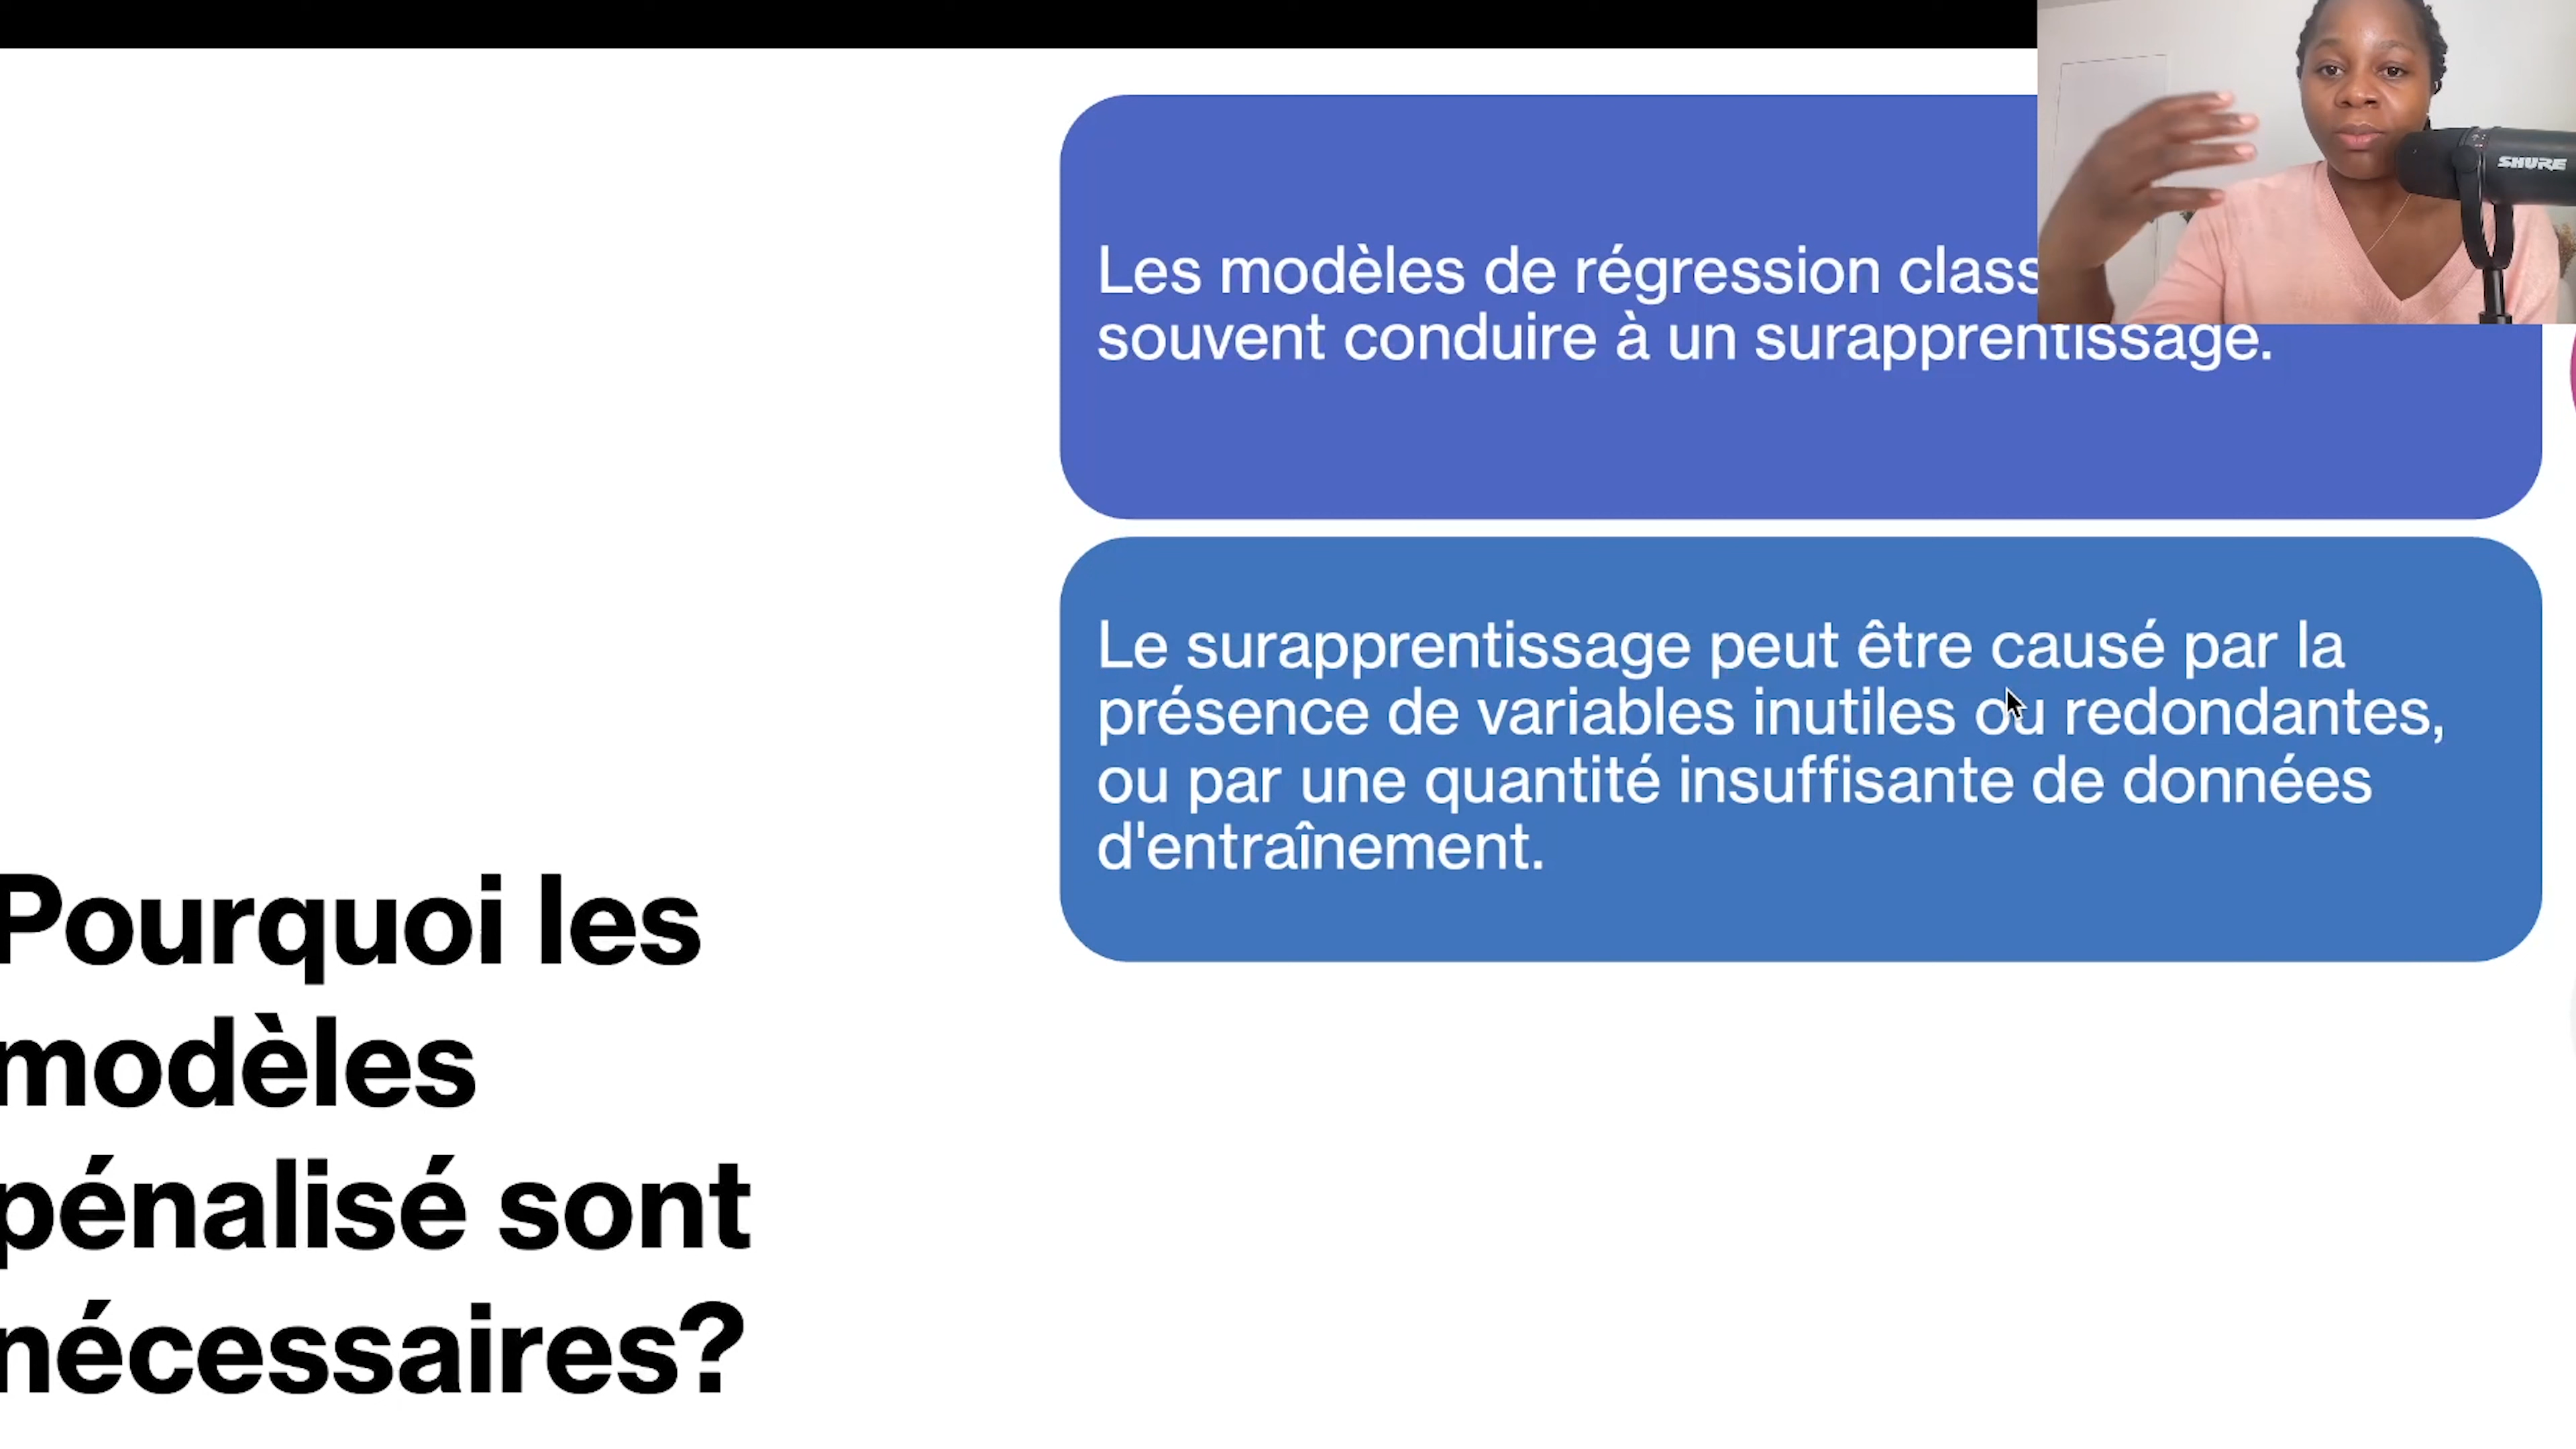 Les modèles de régression class
souvent conduire à un surapprentissage.
Le surapprentissage peut être causé par la
présence de variables inutiles ou redondantes,
ou par une quantité insuffisante de données
d'entraînement.
Pourquoi les
modèles
pénalisé sont
nécessaires?
SHURE